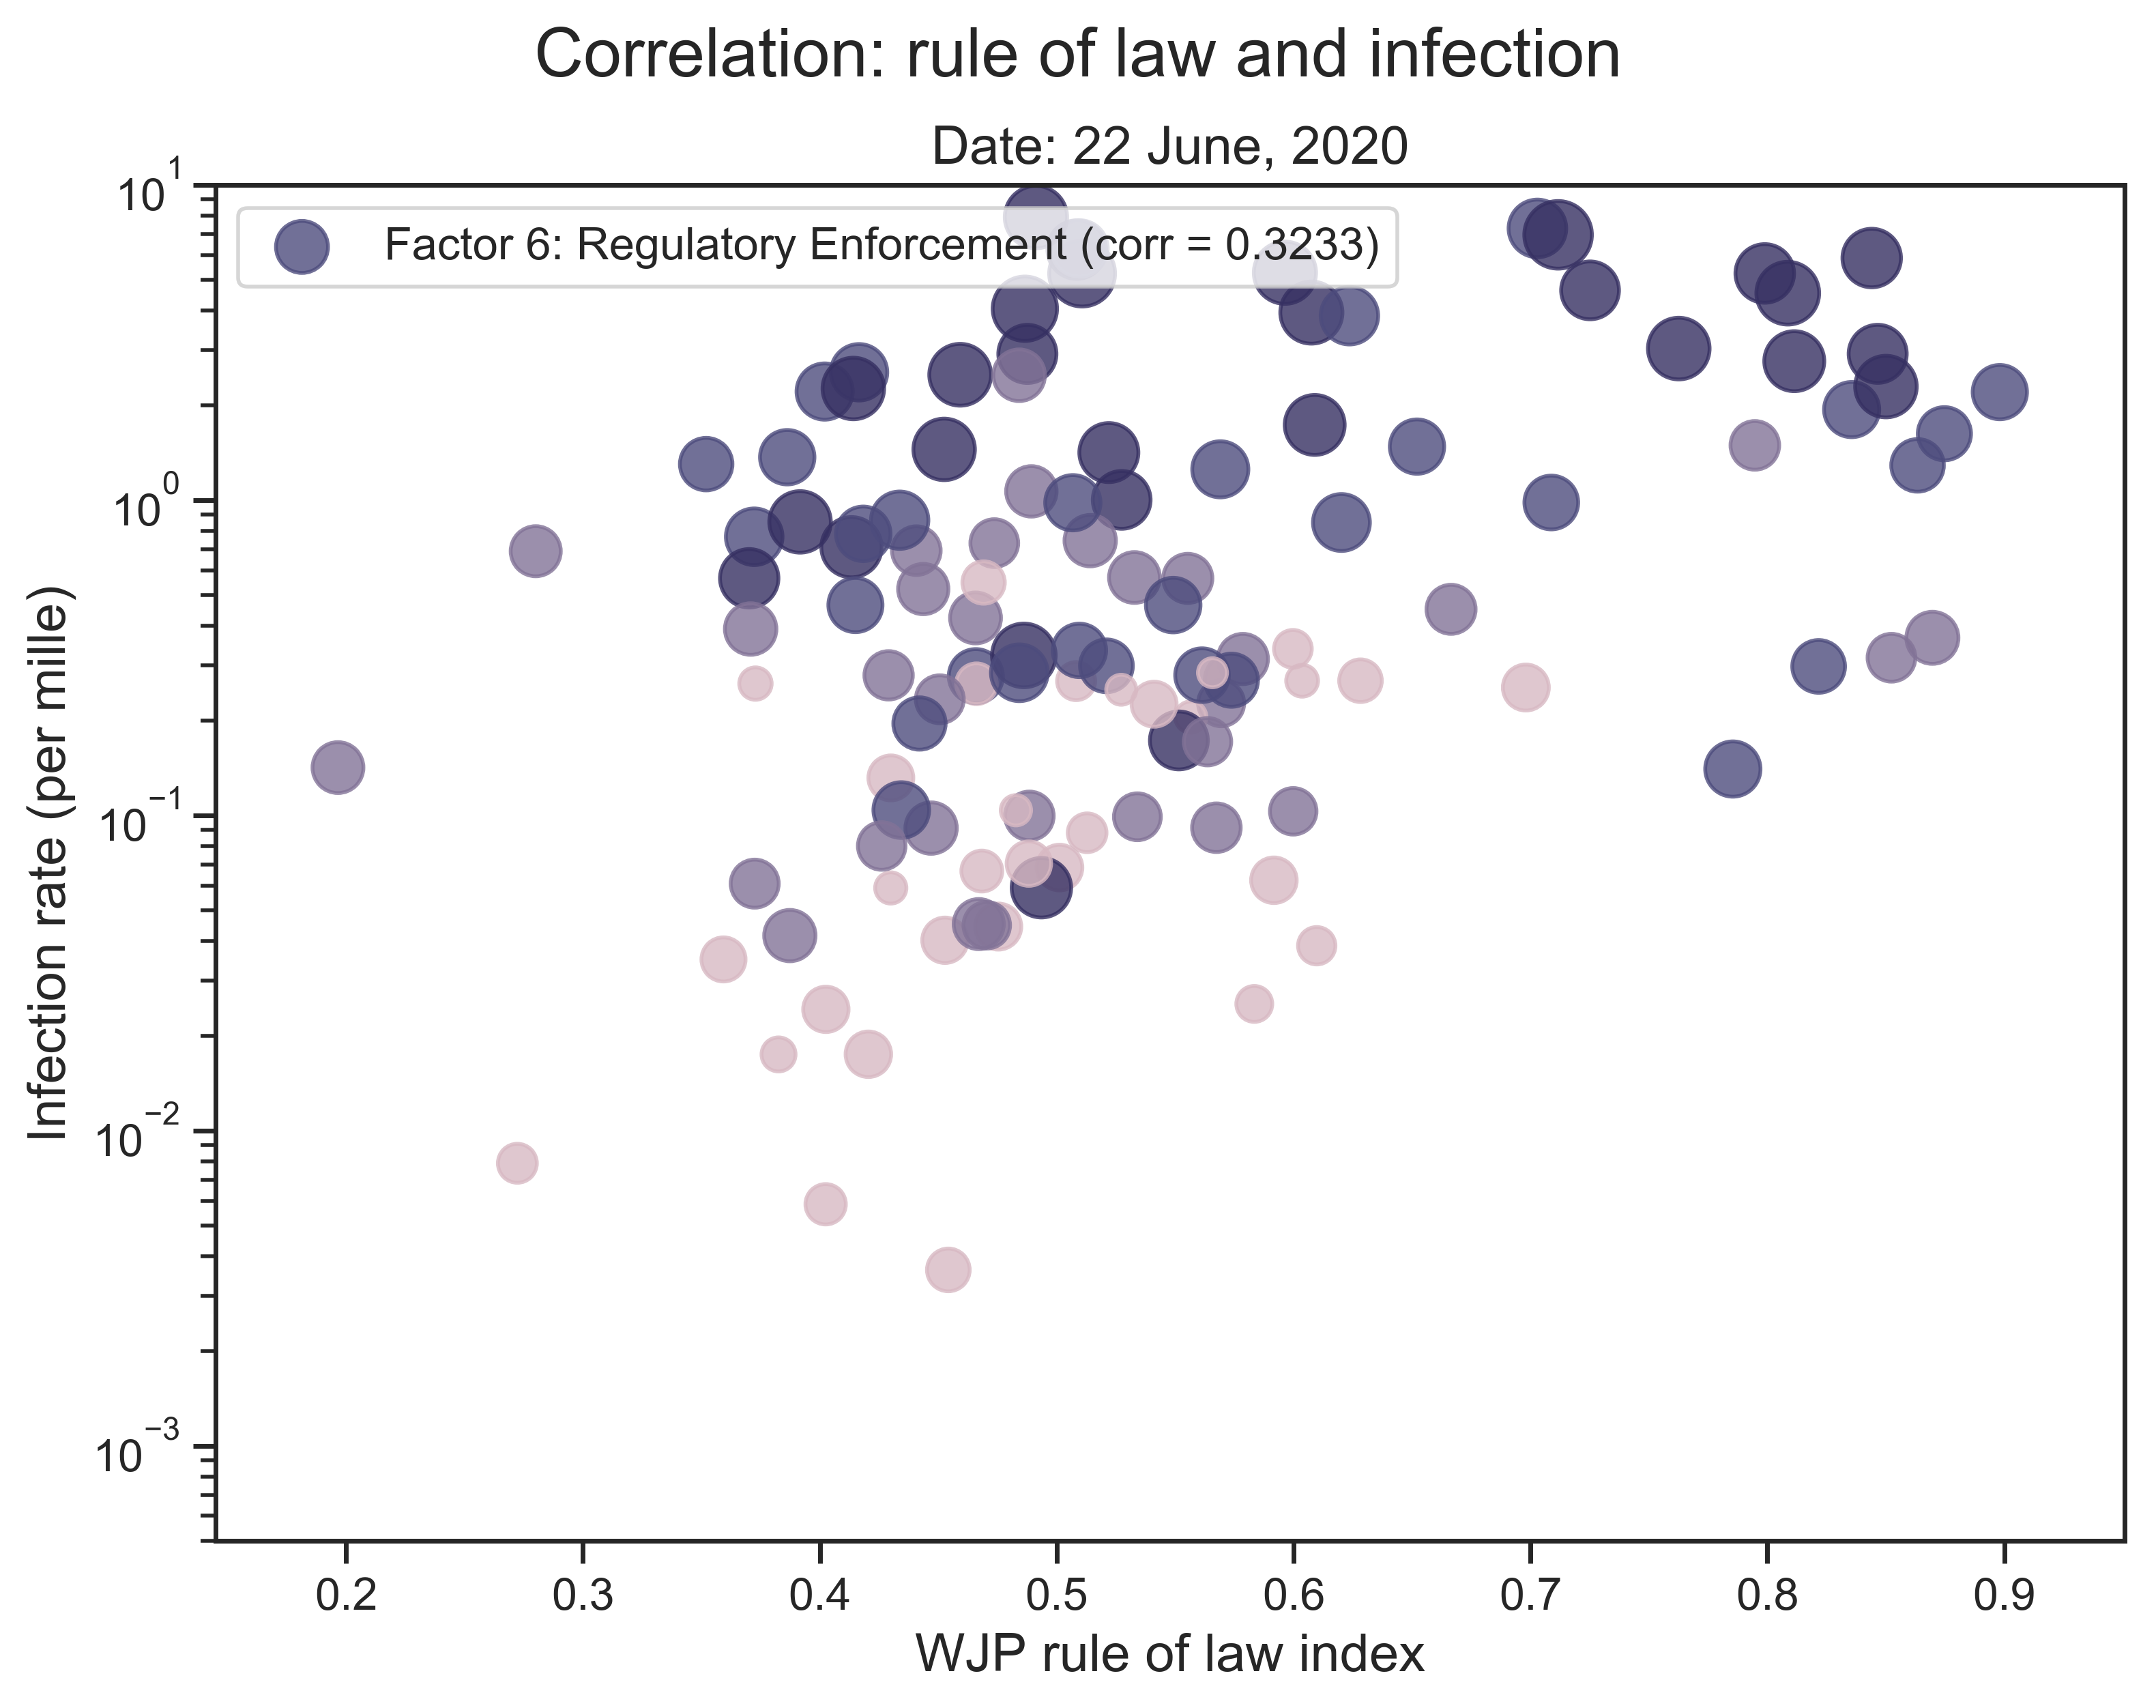 Correlation: rule of law and infection
Date: 22 June, 2020
Factor 6: Regulatory Enforcement (corr = 0.3233)
Infection rate (per mille)
10^1
10^0
10^−1
10^−2
10^−3
0.2 0.3 0.4 0.5 0.6 0.7 0.8 0.9
WJP rule of law index